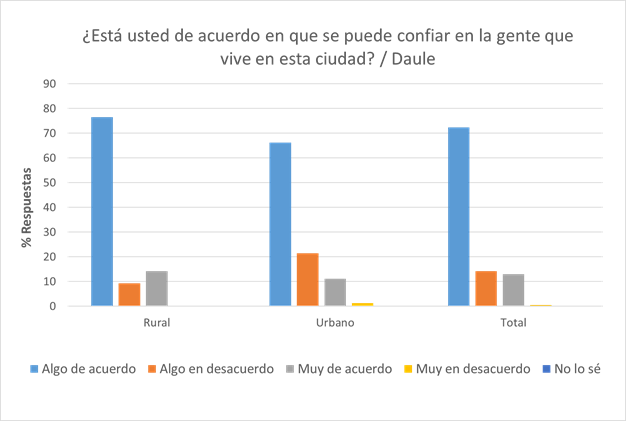 ¿Está usted de acuerdo en que se puede confiar en la gente que
vive en esta ciudad? / Daule
% Respuestas
90
80
70
60
50
40
30
20
10
0
Rural Urbano Total
Algo de acuerdo Algo en desacuerdo Muy de acuerdo Muy en desacuerdo No lo sé